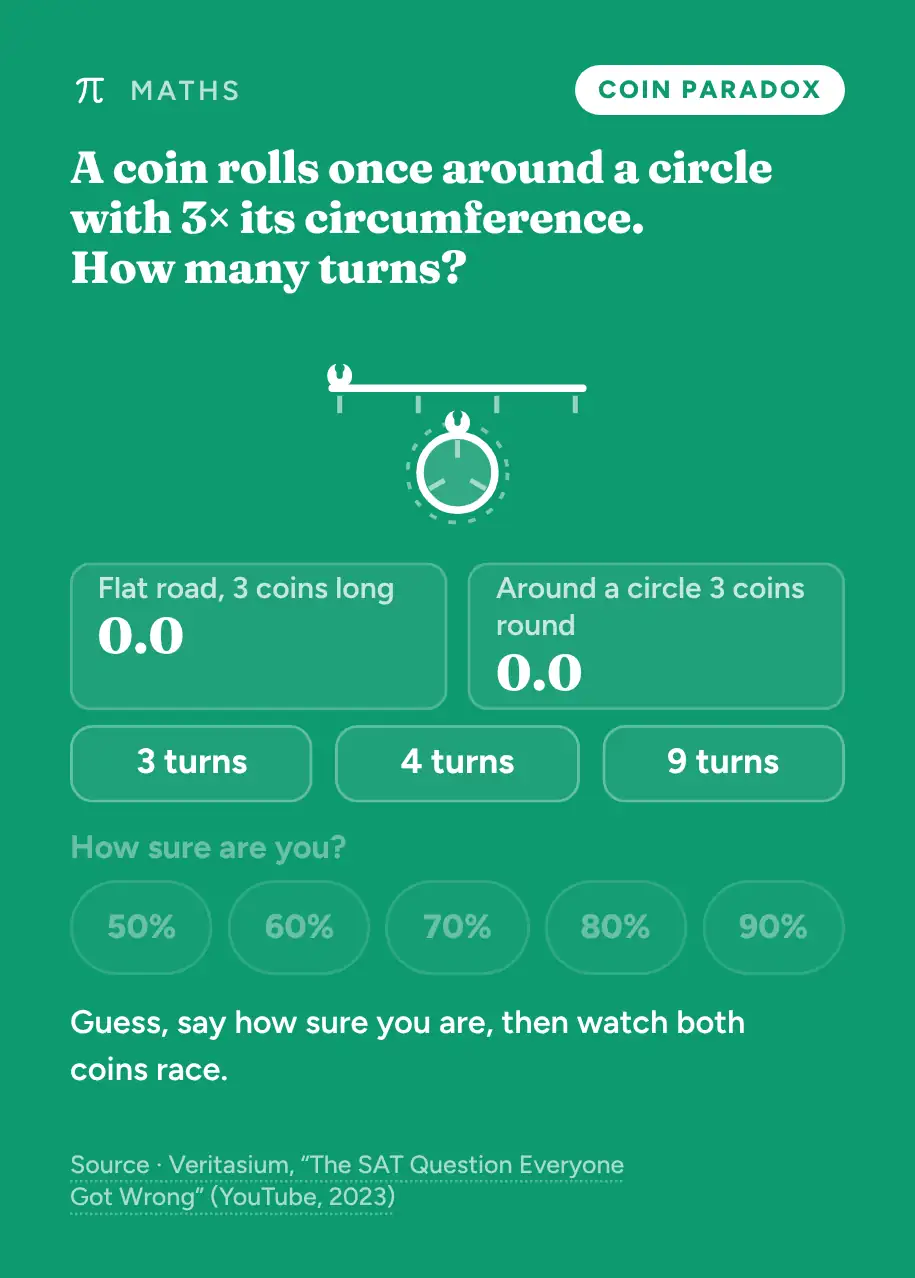 π MATHS
COIN PARADOX
A coin rolls once around a circle
with 3× its circumference.
How many turns?
Flat road, 3 coins long
0.0
Around a circle 3 coins
round
0.0
3 turns
4 turns
9 turns
How sure are you?
50%
60%
70%
80%
90%
Guess, say how sure you are, then watch both
coins race.
Source · Veritasium, “The SAT Question Everyone
Got Wrong” (YouTube, 2023)